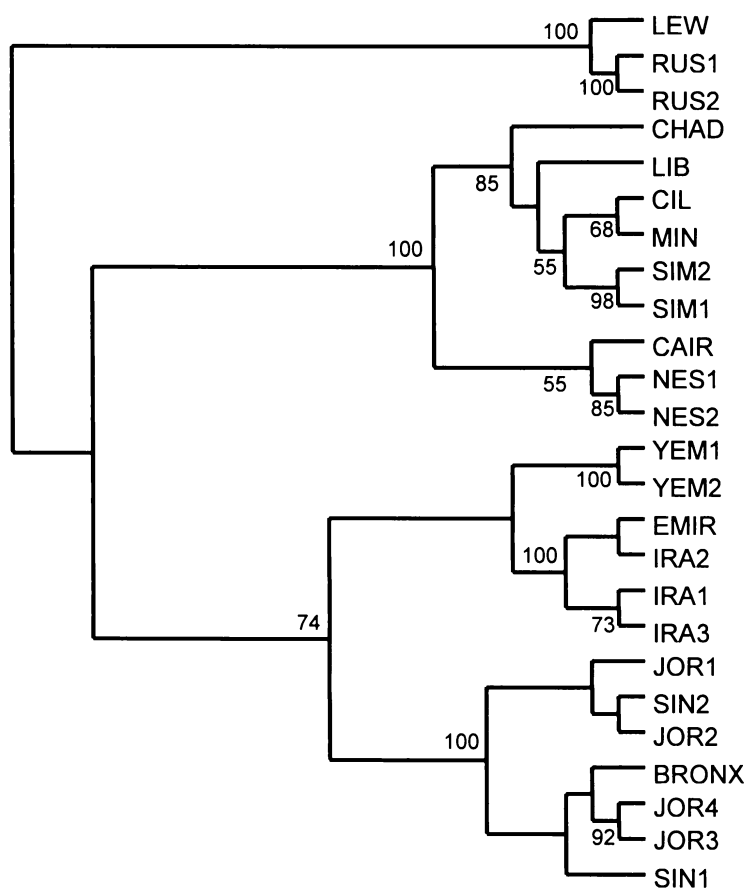 100
LEW
RUS1
100
RUS2
CHAD
LIB
85
CIL
68
MIN
100
55
SIM2
98
SIM1
CAIR
55
NES1
85
NES2
YEM1
100
YEM2
EMIR
100
IRA2
IRA1
74
73
IRA3
JOR1
SIN2
100
JOR2
BRONX
JOR4
92
JOR3
SIN1